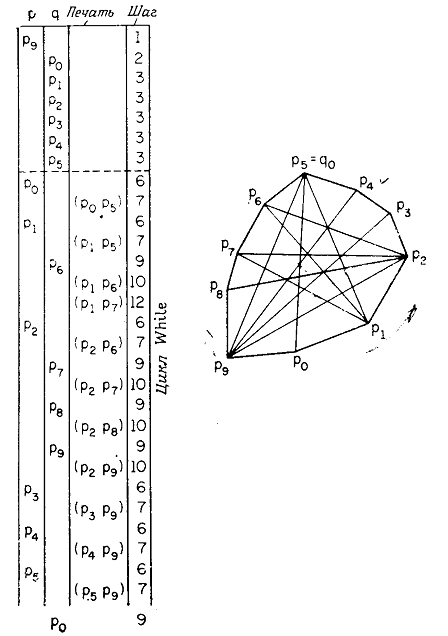 p q Печать Шаг
p₉ 1
p₀ 2
p₁ 3
p₂ 3
p₃ 3
p₄ 3
p₅ 3
p₀ 6
(p₀ p₅) 7
p₁ 6
(p₁ p₅) 7
p₆ 9
(p₁ p₆) 10
(p₁ p₇) 12
p₂ 6
(p₂ p₆) 7
p₇ 9
(p₂ p₇) 10
p₈ 9
(p₂ p₈) 10
p₉ 9
(p₂ p₉) 10
p₃ 6
(p₃ p₉) 7
p₄ 6
(p₄ p₉) 7
p₅ 6
(p₅ p₉) 7
p₀ 9
Цикл While
p₅ = q₀
p₄
p₆
p₃
p₇
p₂
p₈
p₁
p₉
p₀